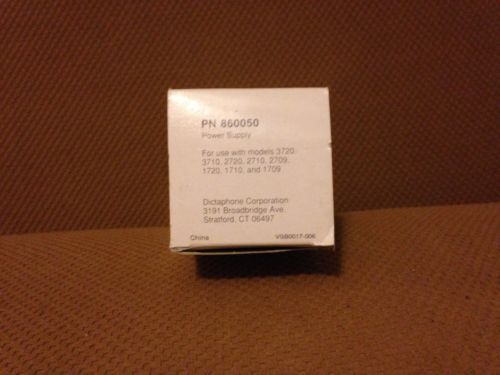 PN 860050
Power Supply
For use with models 3720,
3710, 2720, 2710, 2709,
1720, 1710, and 1709
Dictaphone Corporation
3191 Broadbridge Ave.
Stratford, CT 06497
China VGB0017-006